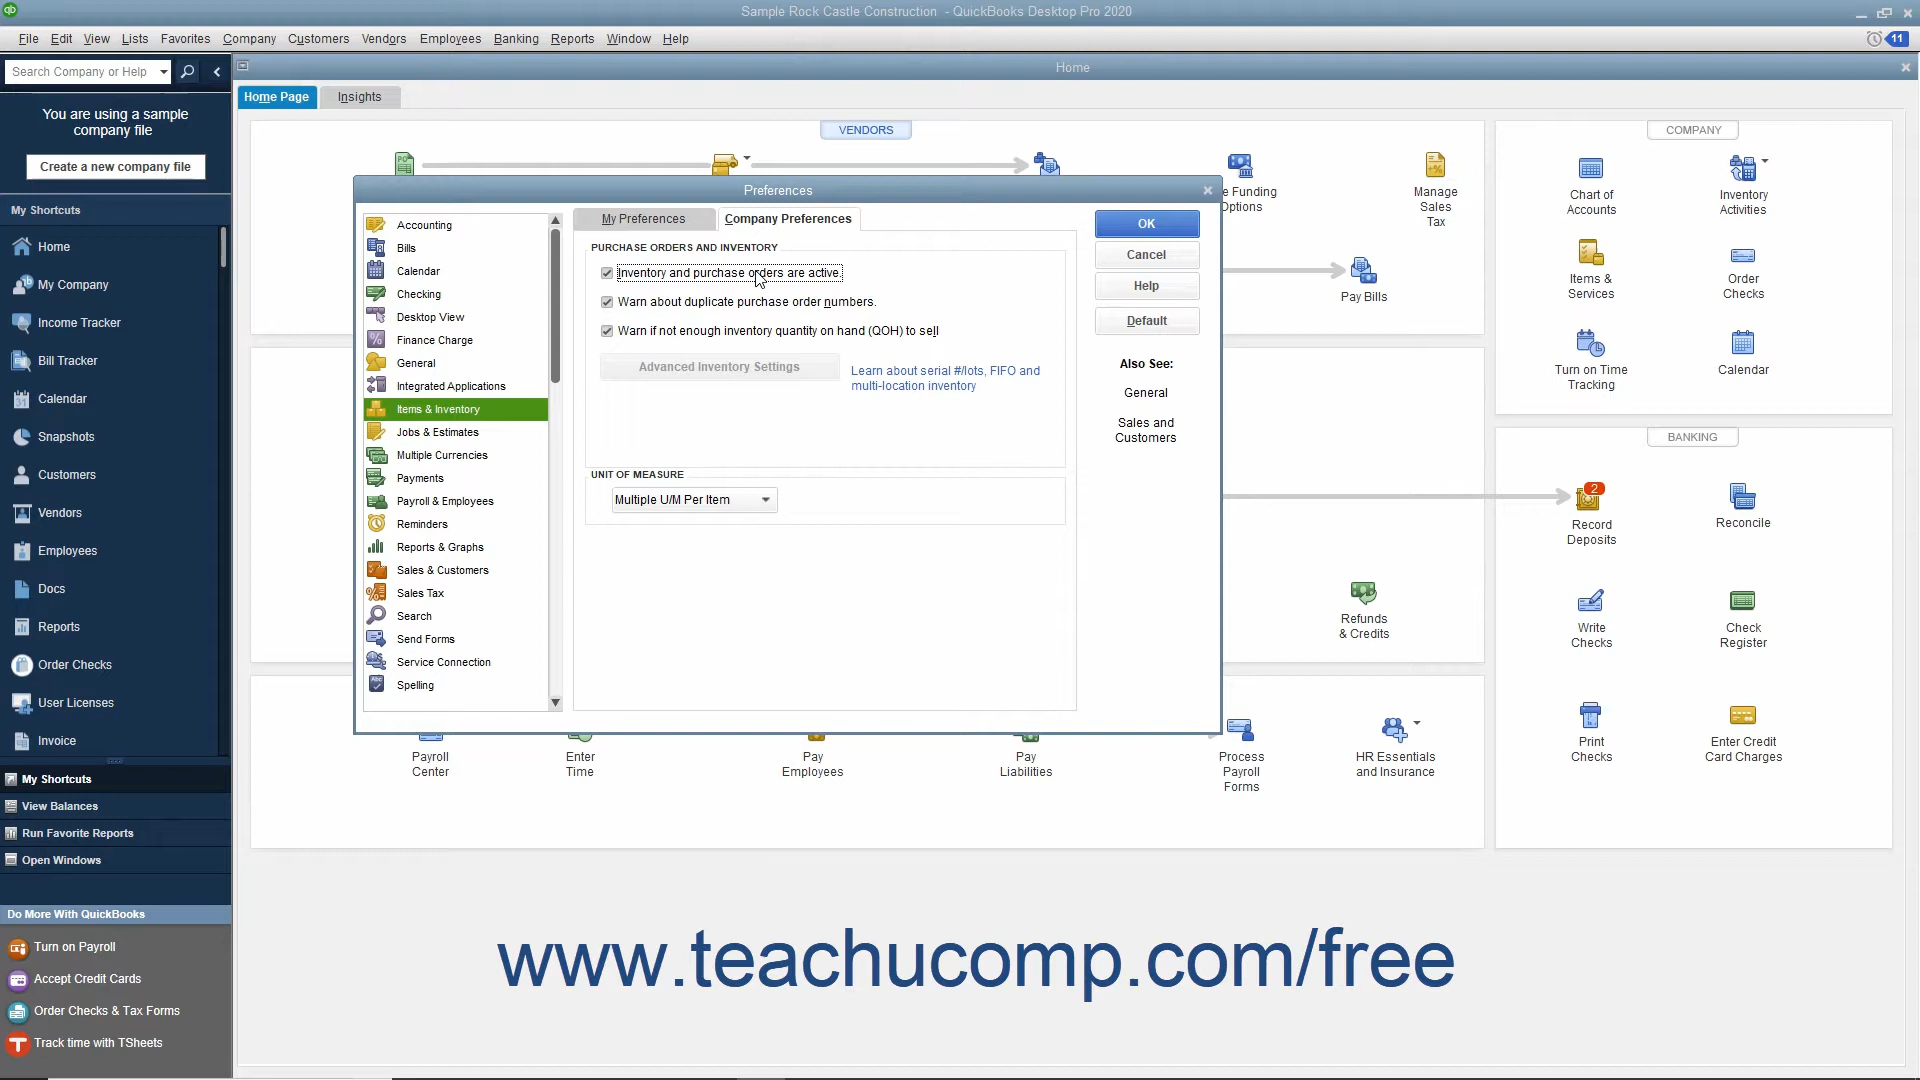 Sample Rock Castle Construction - QuickBooks Desktop Pro 2020
File Edit View Lists Favorites Company Customers Vendors Employees Banking Reports Window Help
11
Search Company or Help
Home
Home Page
Insights
You are using a sample
company file
Create a new company file
My Shortcuts
Home
My Company
Income Tracker
Bill Tracker
Calendar
Snapshots
Customers
Vendors
Employees
Docs
Reports
Order Checks
User Licenses
Invoice
My Shortcuts
View Balances
Run Favorite Reports
Open Windows
Do More With QuickBooks
Turn on Payroll
Accept Credit Cards
Order Checks & Tax Forms
Track time with TSheets
VENDORS
e Funding
Options
Manage
Sales
Tax
Pay Bills
Preferences
Accounting
Bills
Calendar
Checking
Desktop View
Finance Charge
General
Integrated Applications
Items & Inventory
Jobs & Estimates
Multiple Currencies
Payments
Payroll & Employees
Reminders
Reports & Graphs
Sales & Customers
Sales Tax
Search
Send Forms
Service Connection
Spelling
My Preferences
Company Preferences
PURCHASE ORDERS AND INVENTORY
Inventory and purchase orders are active.
Warn about duplicate purchase order numbers.
Warn if not enough inventory quantity on hand (QOH) to sell
Advanced Inventory Settings
Learn about serial #/lots, FIFO and
multi-location inventory
UNIT OF MEASURE
Multiple U/M Per Item
OK
Cancel
Help
Default
Also See:
General
Sales and
Customers
Refunds
& Credits
Payroll
Center
Enter
Time
Pay
Employees
Pay
Liabilities
Process
Payroll
Forms
HR Essentials
and Insurance
COMPANY
Chart of
Accounts
Inventory
Activities
Items &
Services
Order
Checks
Turn on Time
Tracking
Calendar
BANKING
2
Record
Deposits
Reconcile
Write
Checks
Check
Register
Print
Checks
Enter Credit
Card Charges
www.teachucomp.com/free